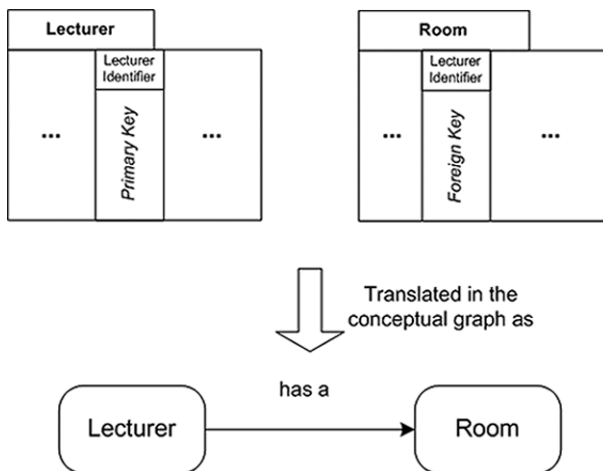 Lecturer
Room
Lecturer
Identifier
Lecturer
Identifier
...
Primary Key
...
...
Foreign Key
...
Translated in the
conceptual graph as
has a
Lecturer
Room